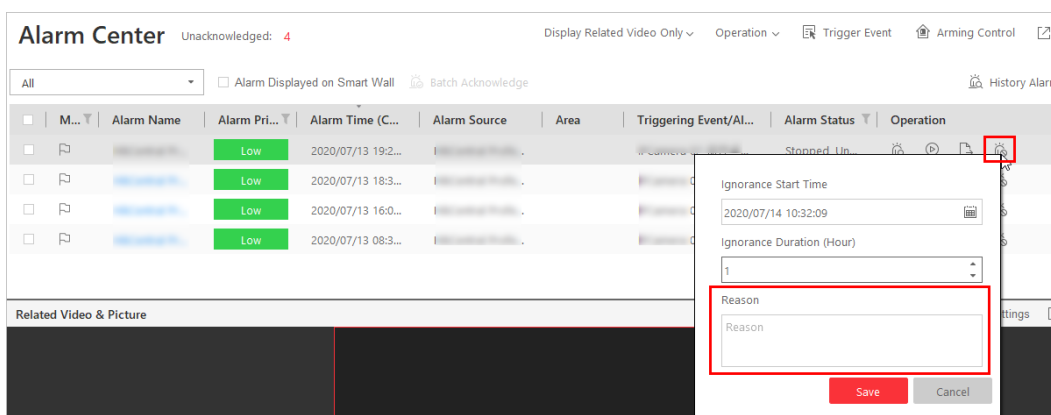 Alarm Center Unacknowledged: 4 Display Related Video Only Operation Trigger Event Arming Control
All Alarm Displayed on Smart Wall Batch Acknowledge History Alar
M... Alarm Name Alarm Pri... Alarm Time (C... Alarm Source Area Triggering Event/Al... Alarm Status Operation
Low 2020/07/13 19:2... Stopped, Un...
Low 2020/07/13 18:3...
Low 2020/07/13 16:0...
Low 2020/07/13 08:3...
Ignorance Start Time
2020/07/14 10:32:09
Ignorance Duration (Hour)
1
Reason
Reason
Save Cancel
Related Video & Picture ttings